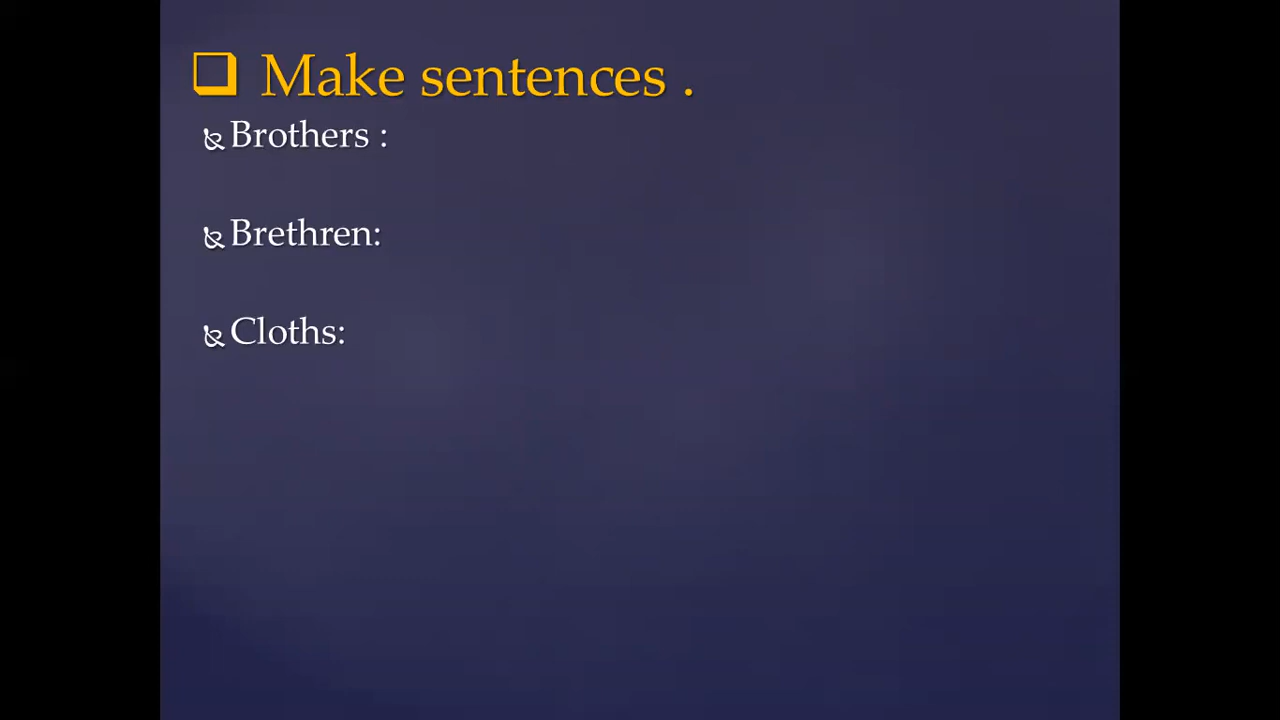 ❑ Make sentences .
Brothers :
Brethren:
Cloths: